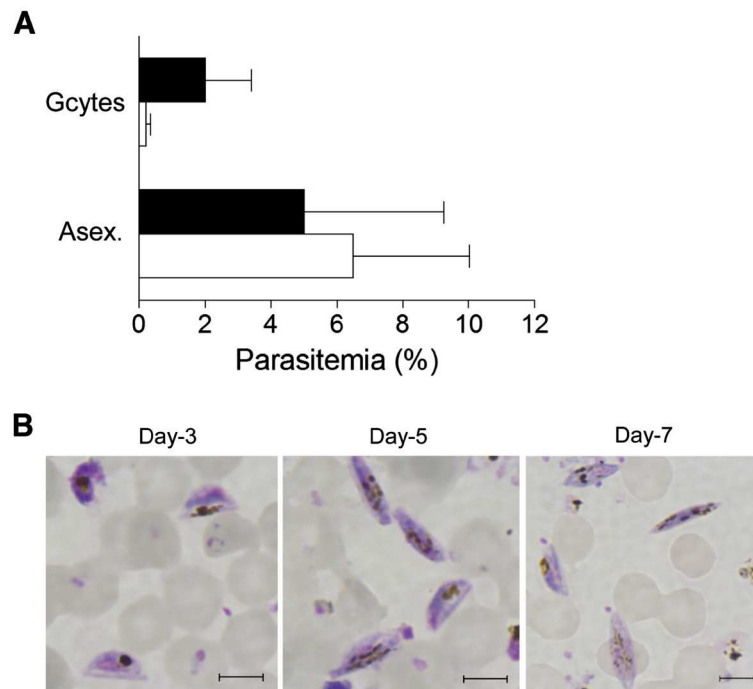 A
Gcytes
Asex.
0 2 4 6 8 10 12
Parasitemia (%)
B
Day-3 Day-5 Day-7